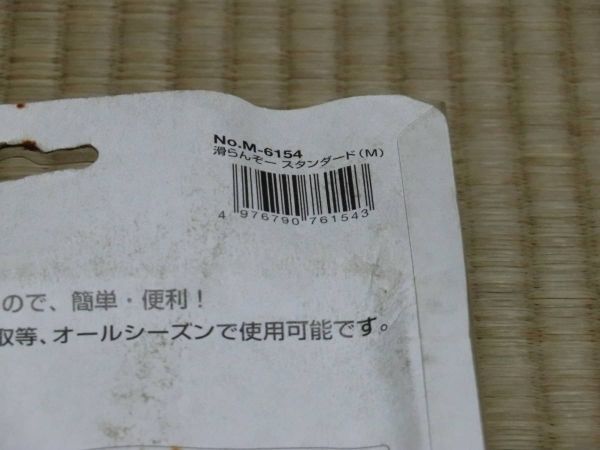 No.M-6154
滑らんぞー スタンダード(M)
4 976790 761543
ので、簡単・便利!
取等、オールシーズンで使用可能です。